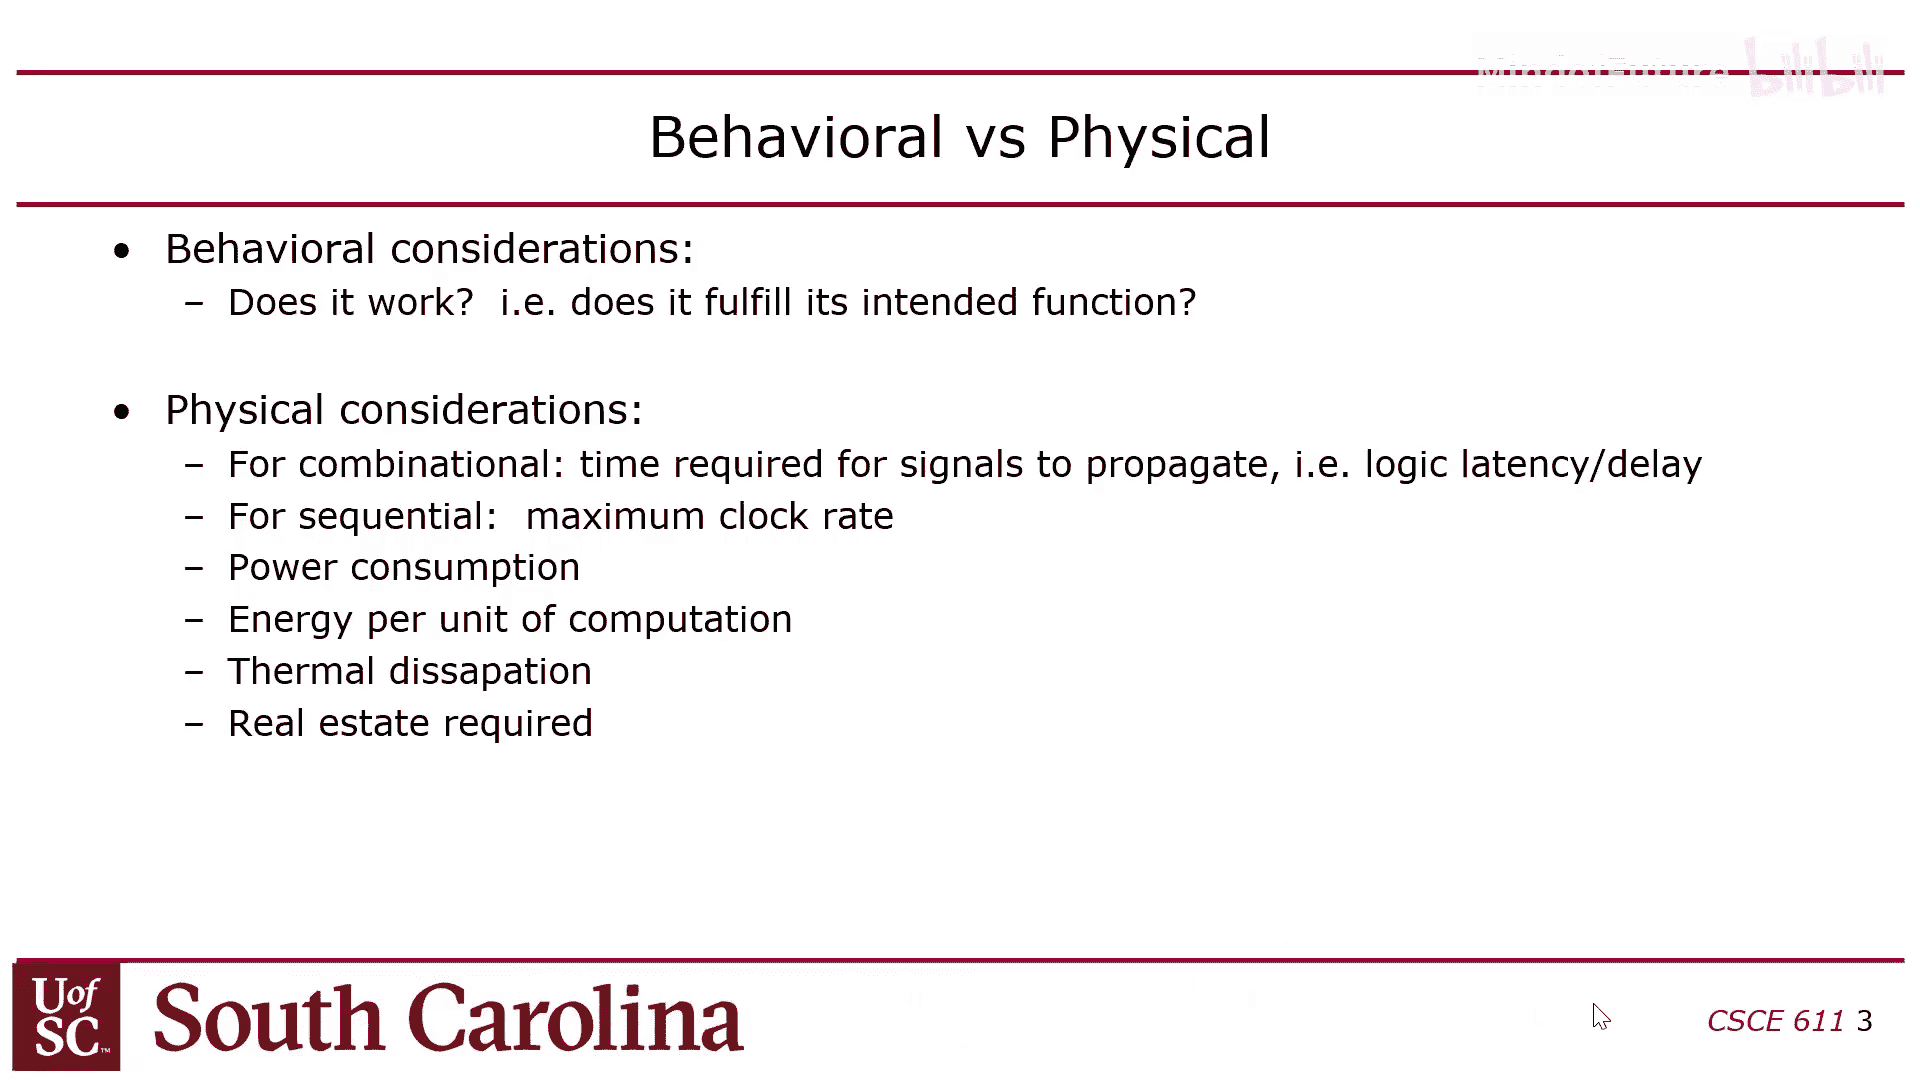 Behavioral vs Physical
• Behavioral considerations:
– Does it work? i.e. does it fulfill its intended function?
• Physical considerations:
– For combinational: time required for signals to propagate, i.e. logic latency/delay
– For sequential: maximum clock rate
– Power consumption
– Energy per unit of computation
– Thermal dissapation
– Real estate required
UofSC™
South Carolina
CSCE 611 3